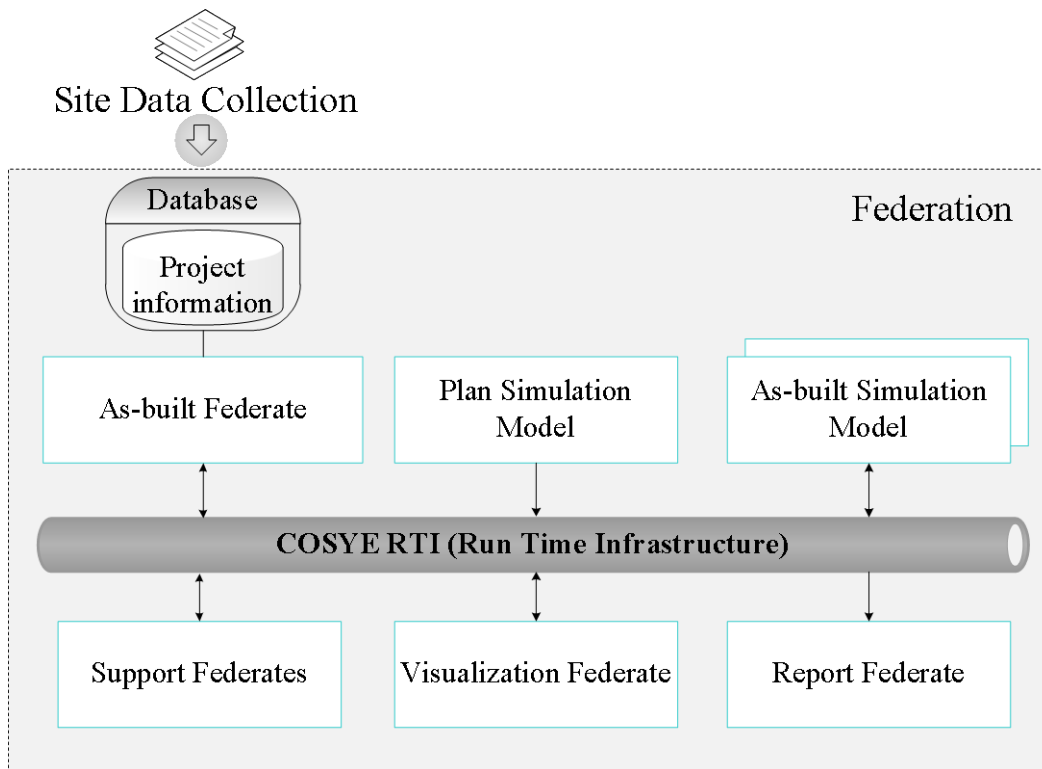 Site Data Collection
Database
Federation
Project
information
As-built Federate
Plan Simulation
Model
As-built Simulation
Model
COSYE RTI (Run Time Infrastructure)
Support Federates
Visualization Federate
Report Federate